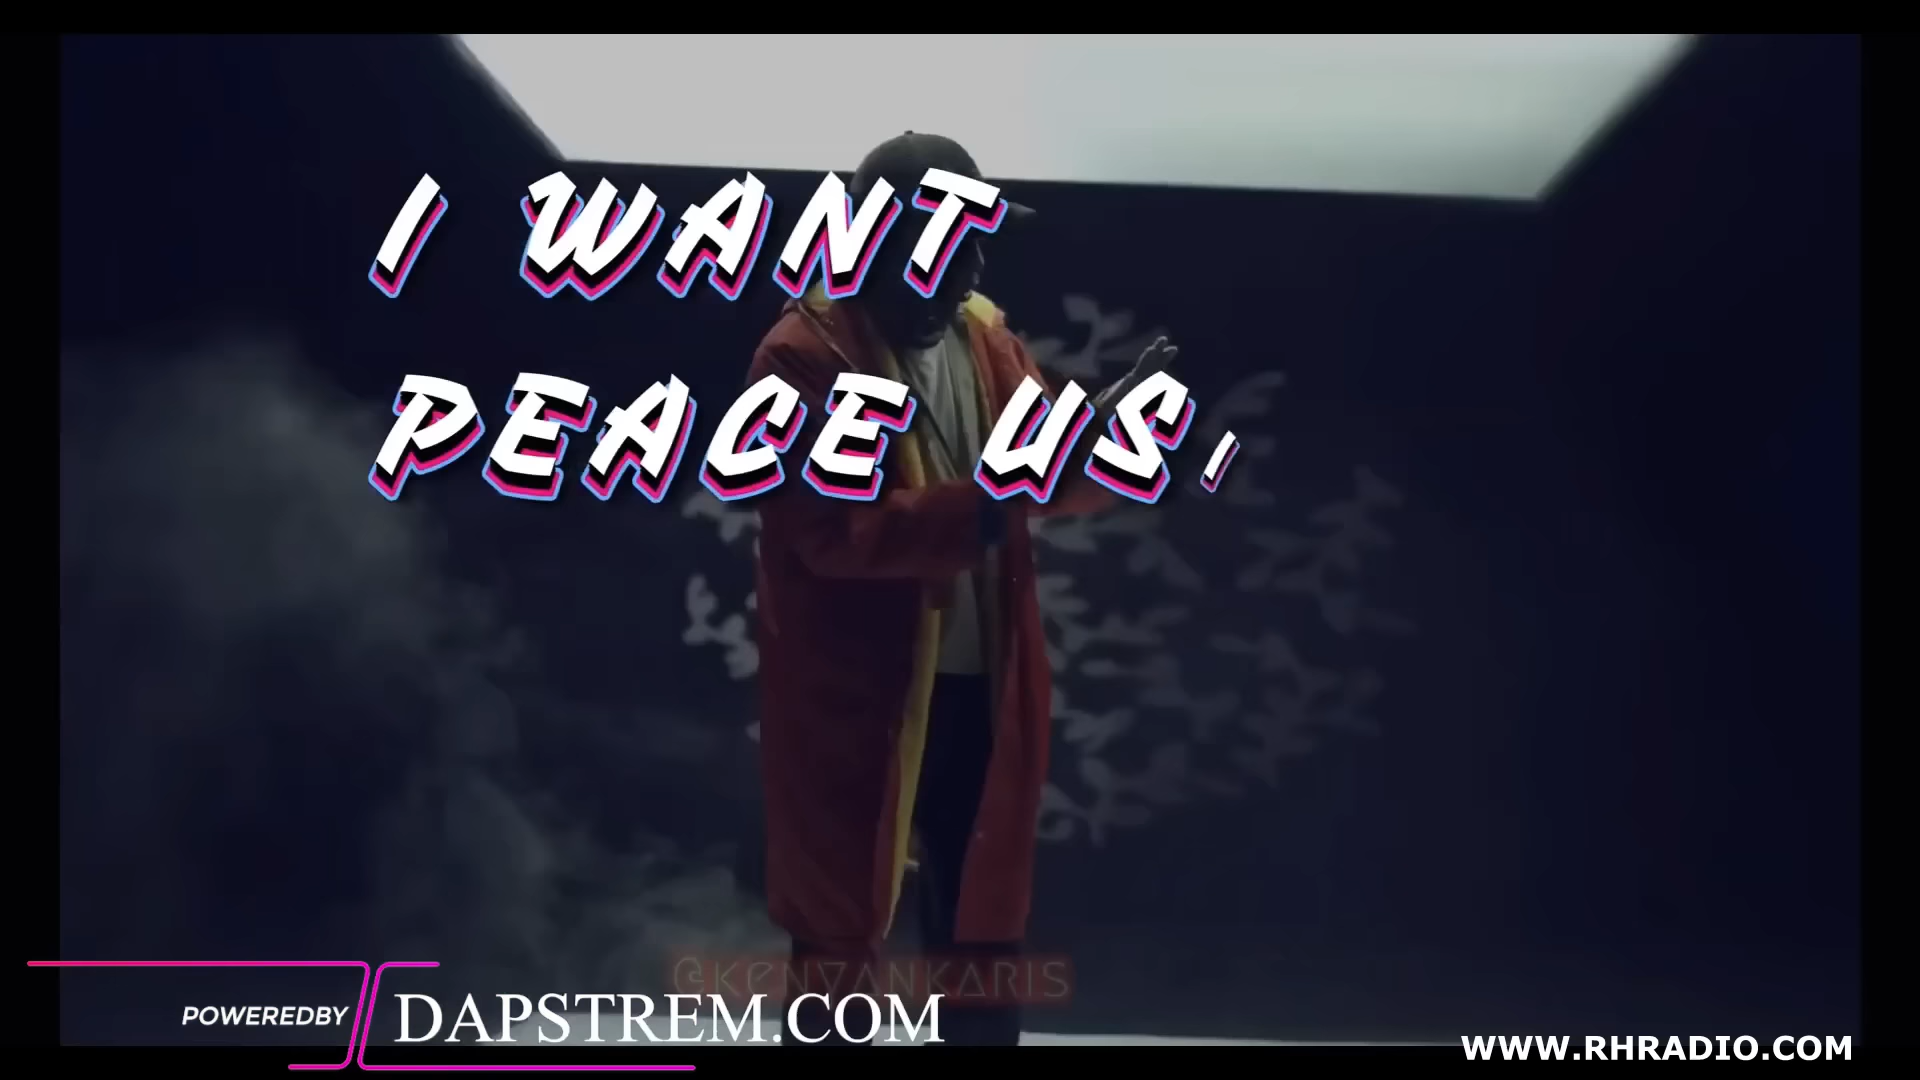 I WANT
PEACE US
@KENYANKARIS
POWEREDBY
DAPSTREM.COM
WWW.RHRADIO.COM